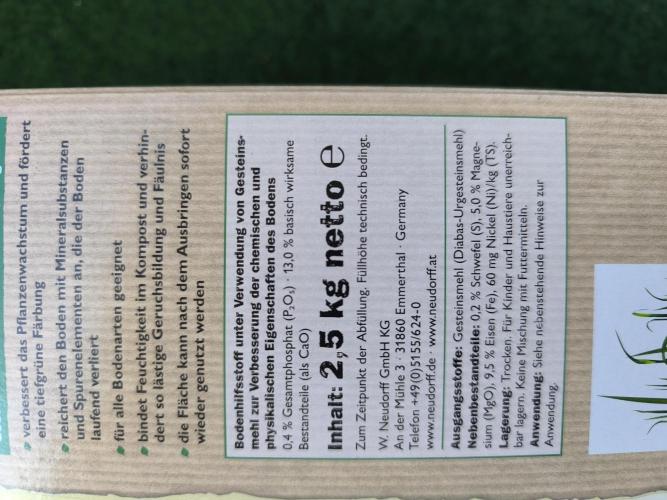 verbessert das Pflanzenwachstum und fördert
eine tiefgrüne Färbung
reichert den Boden mit Mineralsubstanzen
und Spurenelementen an, die der Boden
laufend verliert
für alle Bodenarten geeignet
bindet Feuchtigkeit im Kompost und verhin-
dert so lästige Geruchsbildung und Fäulnis
die Fläche kann nach dem Ausbringen sofort
wieder genutzt werden
Bodenhilfsstoff unter Verwendung von Gesteins-
mehl zur Verbesserung der chemischen und
physikalischen Eigenschaften des Bodens
0,4 % Gesamtphosphat (P₂O₅) · 13,0 % basisch wirksame
Bestandteile (als CaO)
Inhalt: 2,5 kg netto ℮
Zum Zeitpunkt der Abfüllung. Füllhöhe technisch bedingt.
W. Neudorff GmbH KG
An der Mühle 3 · 31860 Emmerthal · Germany
Telefon +49(0)5155/624-0
www.neudorff.de · www.neudorff.at
Ausgangsstoffe: Gesteinsmehl (Diabas-Urgesteinsmehl)
Nebenbestandteile: 0,2 % Schwefel (S), 5,0 % Magne-
sium (MgO), 9,5 % Eisen (Fe), 60 mg Nickel (Ni)/kg (TS).
Lagerung: Trocken. Für Kinder und Haustiere unerreich-
bar lagern. Keine Mischung mit Futtermitteln.
Anwendung: Siehe nebenstehende Hinweise zur
Anwendung.